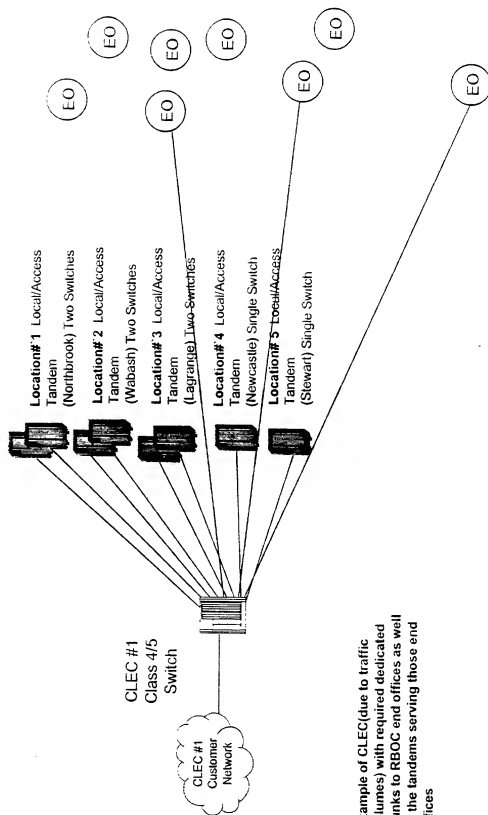 EO
EO
EO
EO
EO
EO
EO
EO
Location# 1 Local/Access
Tandem
(Northbrook) Two Switches
Location# 2 Local/Access
Tandem
(Wabash) Two Switches
Location# 3 Local/Access
Tandem
(Lagrange) Two Switches
Location# 4 Local/Access
Tandem
(Newcastle) Single Switch
Location# 5 Local/Access
Tandem
(Stewart) Single Switch
CLEC #1
Class 4/5
Switch
CLEC #1
Customer
Network
ample of CLEC(due to traffic
lumes) with required dedicated
nks to RBOC end offices as well
the tandems serving those end
fices